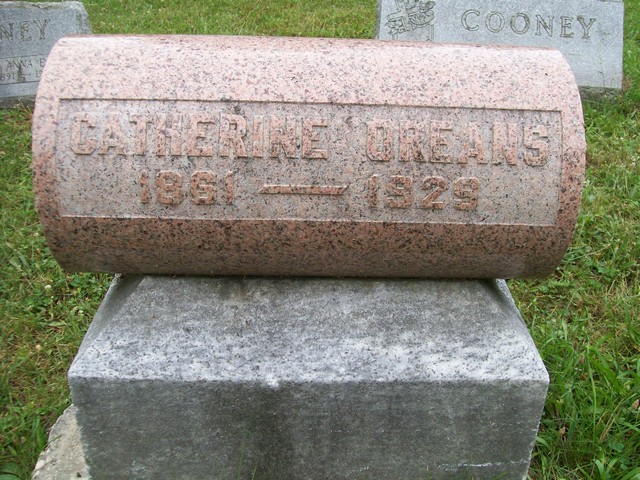 COONEY
CATHERINE OREANS
1861 — 1929